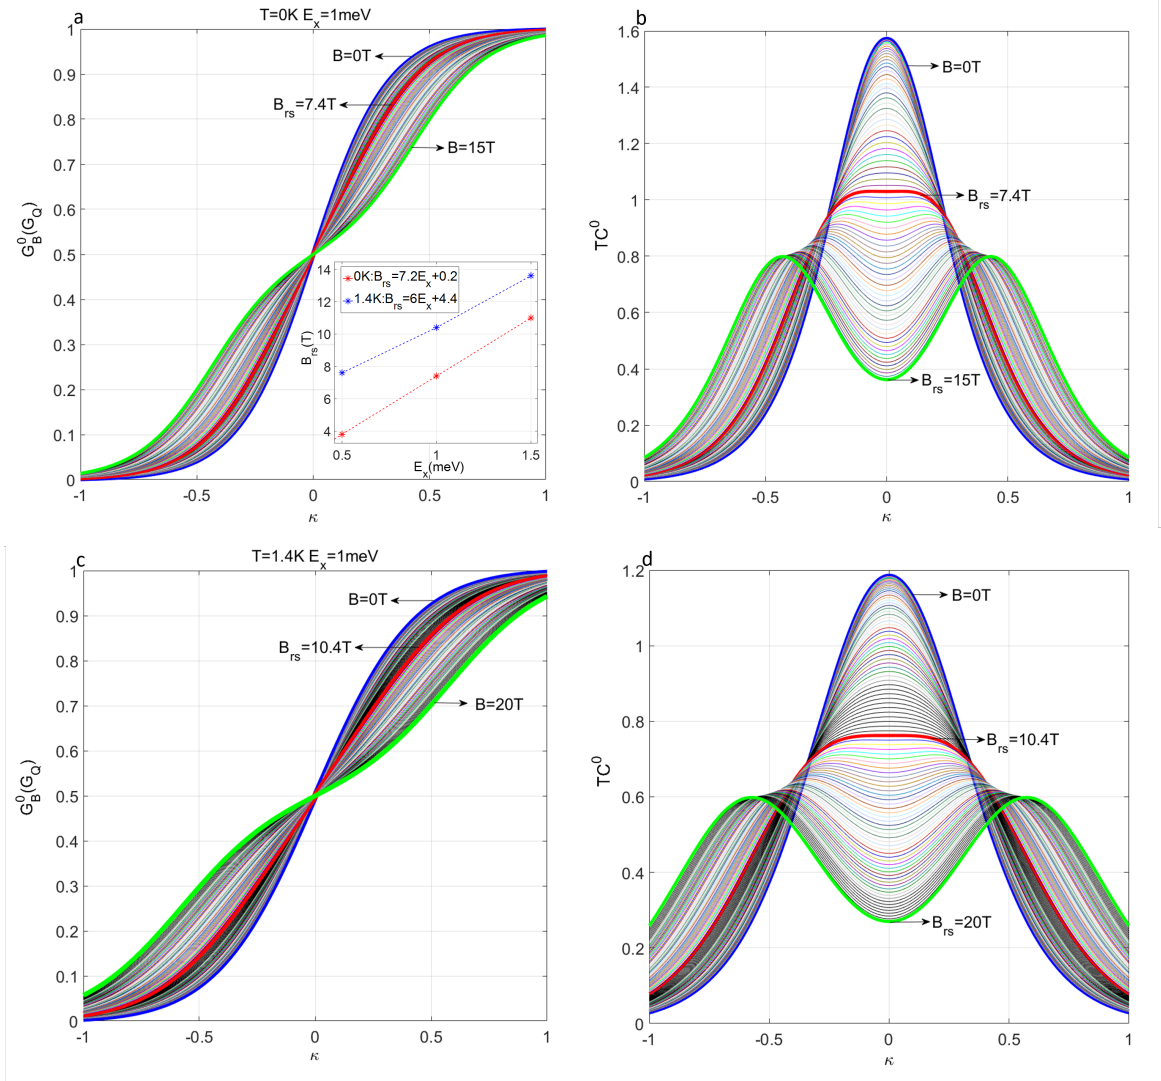 a
T=0K E_x=1meV
1
0.9
0.8
0.7
0.6
0.5
0.4
0.3
0.2
0.1
0
G_B^0(G_Q)
B=0T
B_rs=7.4T
B=15T
14
12
10
8
6
4
B_rs(T)
0K:B_rs=7.2E_x+0.2
1.4K:B_rs=6E_x+4.4
0.5
1
1.5
E_x(meV)
-1
-0.5
0
0.5
1
κ
b
1.6
1.4
1.2
1
0.8
0.6
0.4
0.2
0
TC^0
B=0T
B_rs=7.4T
B_rs=15T
-1
-0.5
0
0.5
1
κ
c
T=1.4K E_x=1meV
1
0.9
0.8
0.7
0.6
0.5
0.4
0.3
0.2
0.1
0
G_B^0(G_Q)
B=0T
B_rs=10.4T
B=20T
-1
-0.5
0
0.5
1
κ
d
1.2
1
0.8
0.6
0.4
0.2
0
TC^0
B=0T
B_rs=10.4T
B_rs=20T
-1
-0.5
0
0.5
1
κ